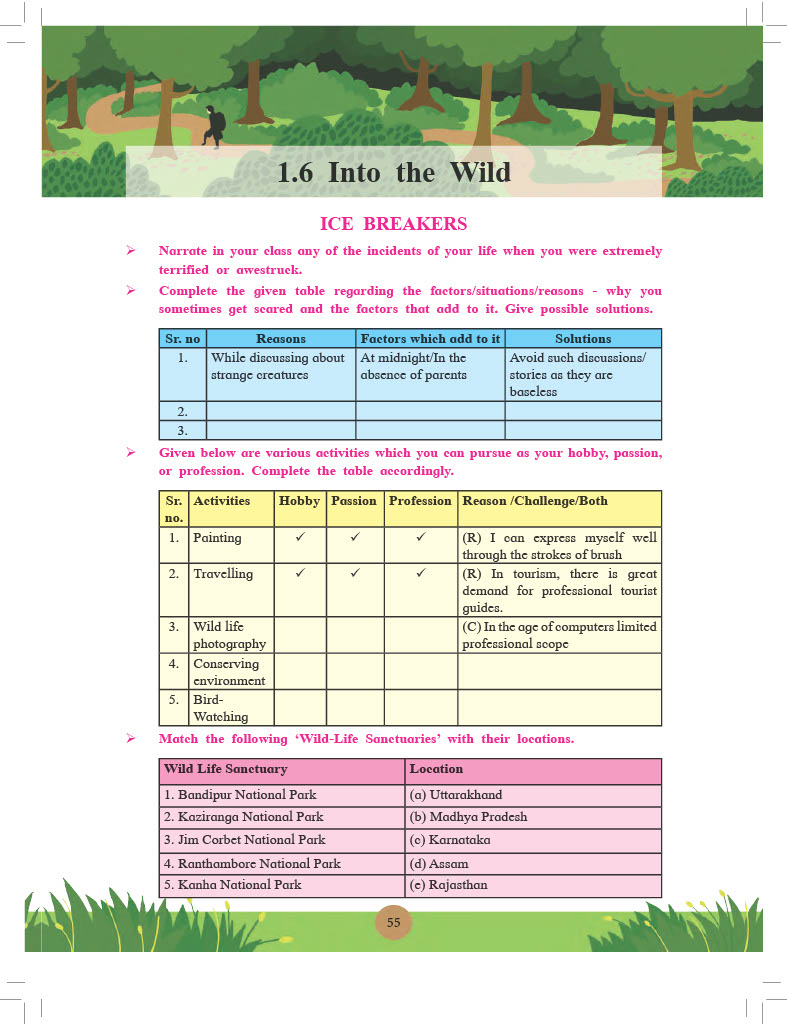 1.6 Into the Wild
ICE BREAKERS
➢ Narrate in your class any of the incidents of your life when you were extremely
terrified or awestruck.
➢ Complete the given table regarding the factors/situations/reasons - why you
sometimes get scared and the factors that add to it. Give possible solutions.
Sr. no Reasons Factors which add to it Solutions
1. While discussing about At midnight/In the Avoid such discussions/
strange creatures absence of parents stories as they are
baseless
2.
3.
➢ Given below are various activities which you can pursue as your hobby, passion,
or profession. Complete the table accordingly.
Sr. Activities Hobby Passion Profession Reason /Challenge/Both
no.
1. Painting ✓ ✓ ✓ (R) I can express myself well
through the strokes of brush
2. Travelling ✓ ✓ ✓ (R) In tourism, there is great
demand for professional tourist
guides.
3. Wild life (C) In the age of computers limited
photography professional scope
4. Conserving
environment
5. Bird-
Watching
➢ Match the following ‘Wild-Life Sanctuaries’ with their locations.
Wild Life Sanctuary Location
1. Bandipur National Park (a) Uttarakhand
2. Kaziranga National Park (b) Madhya Pradesh
3. Jim Corbet National Park (c) Karnataka
4. Ranthambore National Park (d) Assam
5. Kanha National Park (e) Rajasthan
55